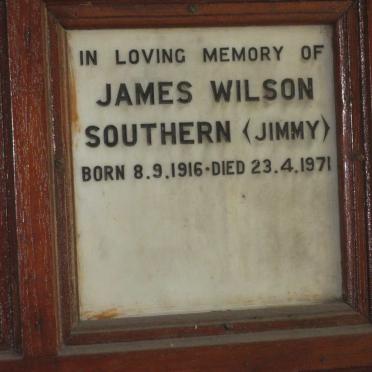 IN LOVING MEMORY OF
JAMES WILSON
SOUTHERN (JIMMY)
BORN 8.9.1916·DIED 23.4.1971